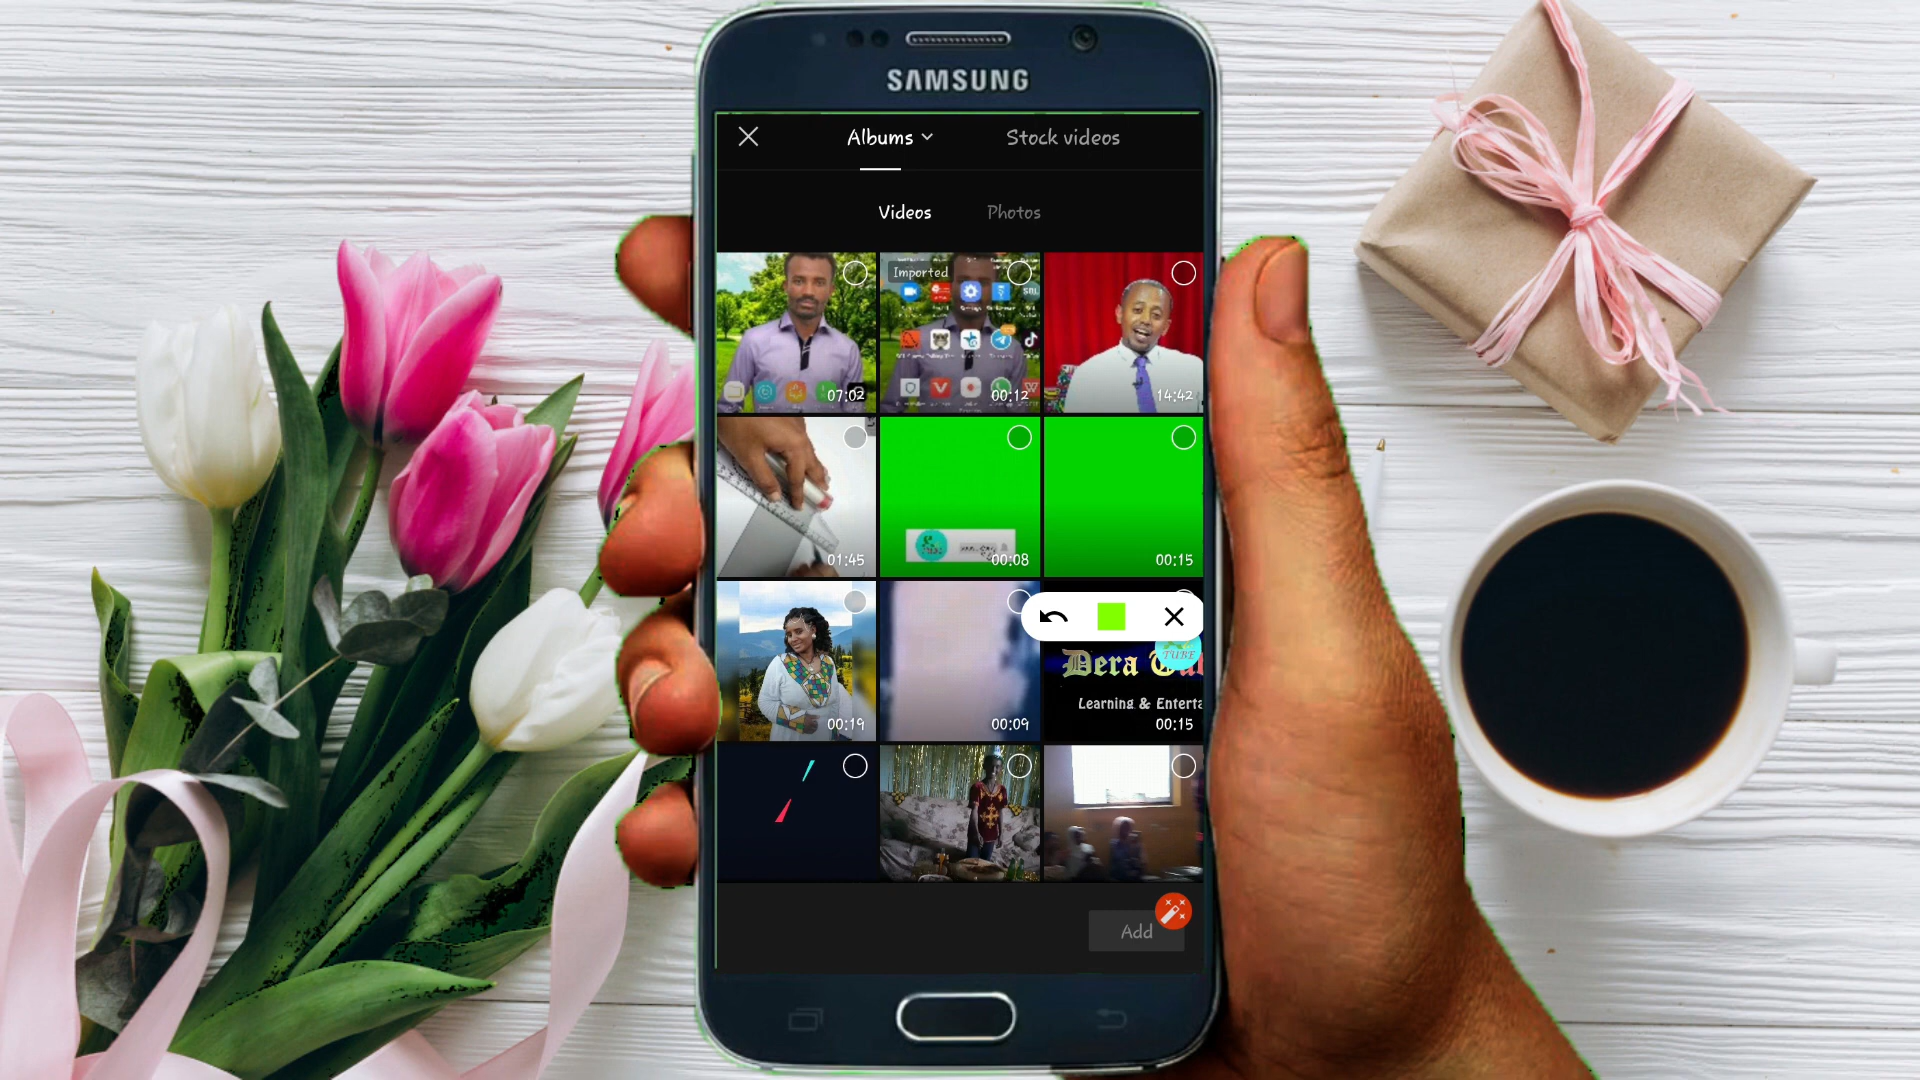 SAMSUNG
Albums
Stock videos
Videos
Photos
Imported
07:02
00:12
14:42
01:45
00:08
00:15
00:19
00:09
TUBE
Dera
Learning & Enterta
00:15
Add